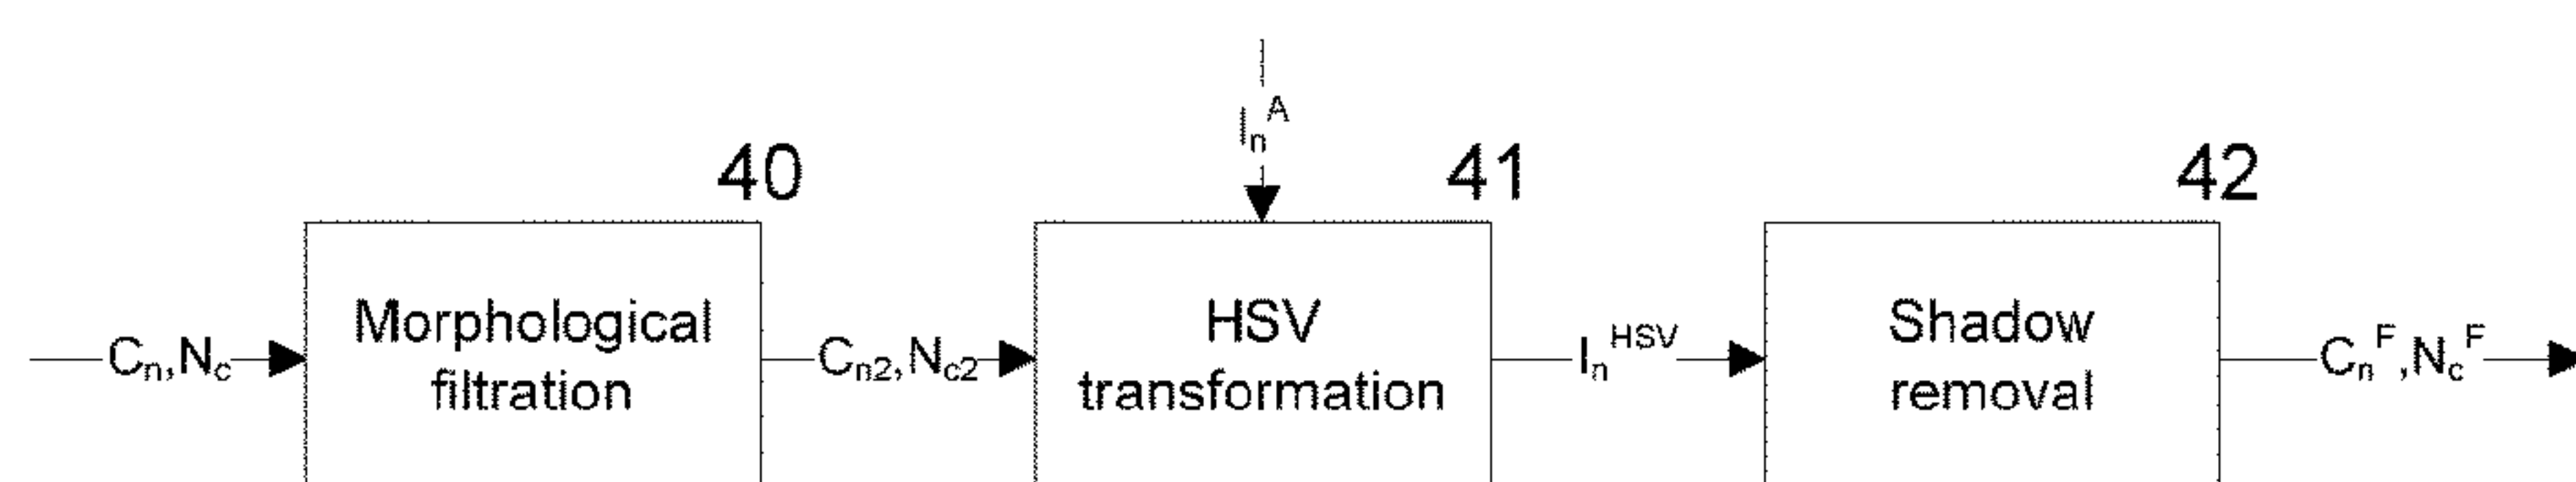 I_n^A
40
41
42
C_n,N_c
Morphological
filtration
C_n2,N_c2
HSV
transformation
I_n^HSV
Shadow
removal
C_n^F,N_c^F